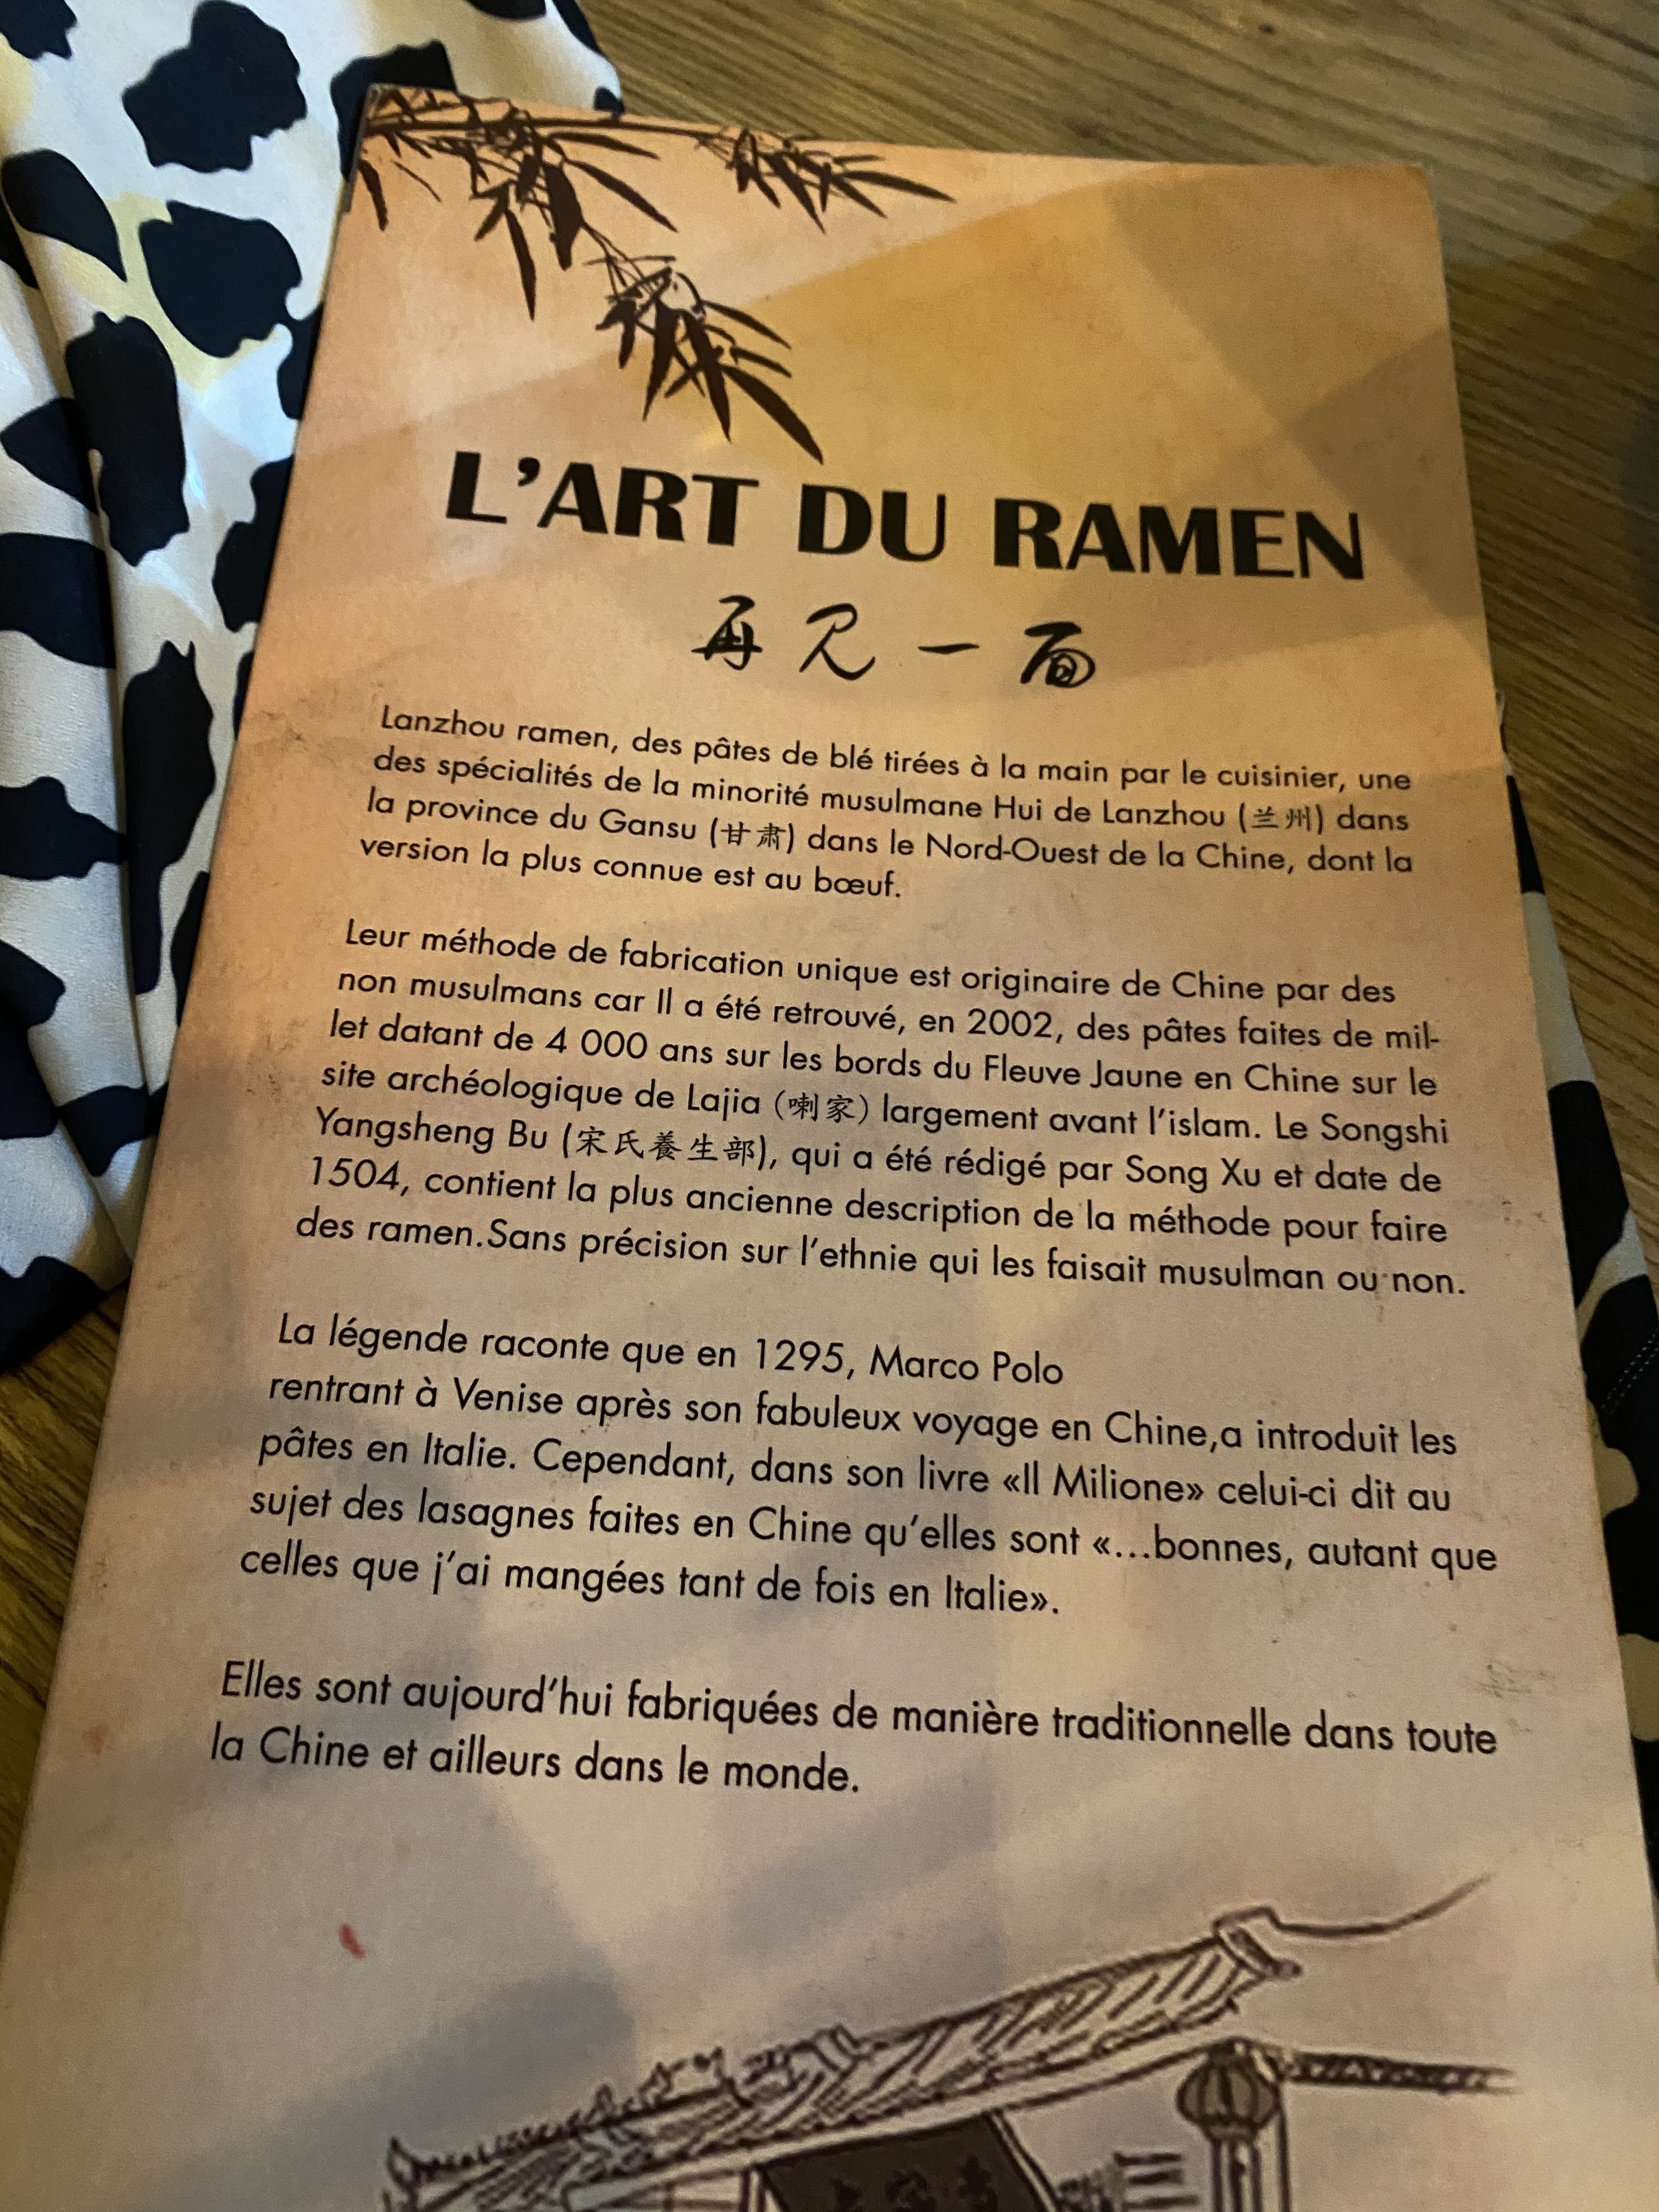 L'ART DU RAMEN
再见一面
Lanzhou ramen, des pâtes de blé tirées à la main par le cuisinier, une
des spécialités de la minorité musulmane Hui de Lanzhou (兰州) dans
la province du Gansu (甘肃) dans le Nord-Ouest de la Chine, dont la
version la plus connue est au bœuf.
Leur méthode de fabrication unique est originaire de Chine par des
non musulmans car Il a été retrouvé, en 2002, des pâtes faites de mil-
let datant de 4 000 ans sur les bords du Fleuve Jaune en Chine sur le
site archéologique de Lajia (喇家) largement avant l'islam. Le Songshi
Yangsheng Bu (宋氏養生部), qui a été rédigé par Song Xu et date de
1504, contient la plus ancienne description de la méthode pour faire
des ramen.Sans précision sur l'ethnie qui les faisait musulman ou non.
La légende raconte que en 1295, Marco Polo
rentrant à Venise après son fabuleux voyage en Chine,a introduit les
pâtes en Italie. Cependant, dans son livre «Il Milione» celui-ci dit au
sujet des lasagnes faites en Chine qu'elles sont «...bonnes, autant que
celles que j'ai mangées tant de fois en Italie».
Elles sont aujourd'hui fabriquées de manière traditionnelle dans toute
la Chine et ailleurs dans le monde.